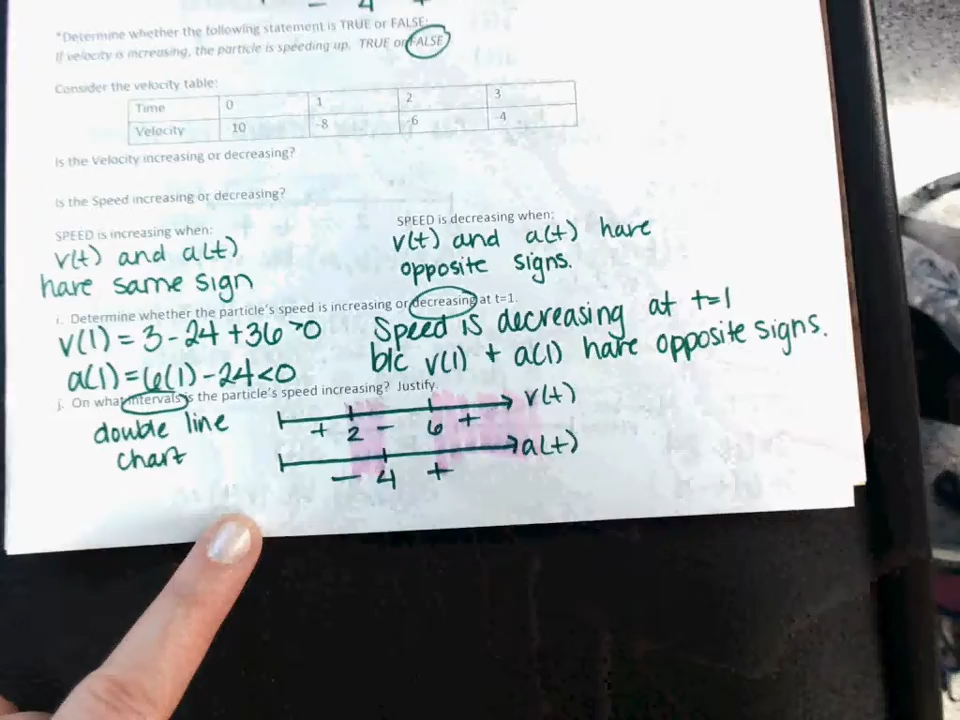 - 4 +
*Determine whether the following statement is TRUE or FALSE:
If velocity is increasing, the particle is speeding up. TRUE or FALSE
Consider the velocity table:
Time 0 1 2 3
Velocity 10 -8 -6 -4
Is the Velocity increasing or decreasing?
Is the Speed increasing or decreasing?
SPEED is increasing when: SPEED is decreasing when:
v(t) and a(t) v(t) and a(t) have
have same sign opposite signs.
i. Determine whether the particle's speed is increasing or decreasing at t=1.
v(1) = 3 - 24 + 36 >0 Speed is decreasing at t=1
a(1) = 6(1) - 24 < 0 b/c v(1) + a(1) have opposite signs.
j. On what intervals is the particle's speed increasing? Justify.
double line v(t)
+ 2 - 6 +
chart a(t)
- 4 +